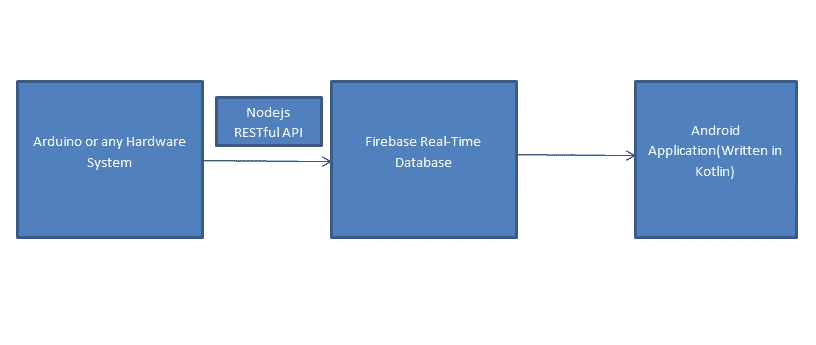 Arduino or any Hardware
System
Nodejs
RESTful API
Firebase Real-Time
Database
Android
Application(Written in
Kotlin)